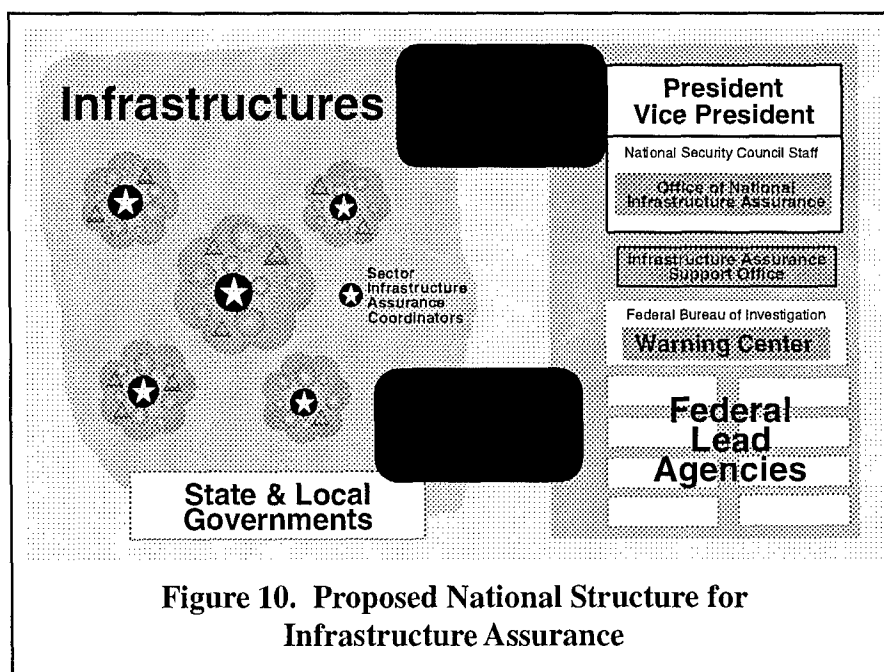 Infrastructures
Sector
Infrastructure
Assurance
Coordinators
State & Local
Governments
President
Vice President
National Security Council Staff
Office of National
Infrastructure Assurance
Infrastructure Assurance
Support Office
Federal Bureau of Investigation
Warning Center
Federal
Lead
Agencies
Figure 10. Proposed National Structure for
Infrastructure Assurance